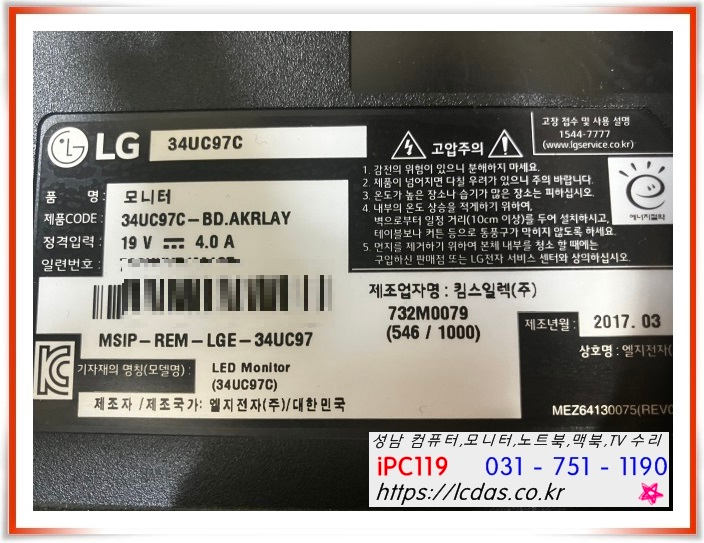 LG 34UC97C
고압주의
고장 접수 및 사용 설명
1544-7777
(www.lgservice.co.kr)
1. 감전의 위험이 있으니 분해하지 마세요.
2. 제품이 넘어지면 다칠 우려가 있으니 주의 바랍니다.
3. 온도가 높은 장소나 습기가 많은 장소는 피하십시오.
4. 내부의 온도 상승을 적게하기 위하여,
벽으로부터 일정 거리(10cm 이상)를 두어 설치하시고,
테이블보나 커튼 등으로 통풍구가 막히지 않도록 하세요.
5. 먼지를 제거하기 위하여 본체 내부를 청소 할 때에는
구입하신 판매점 또는 LG전자 서비스 센터와 상의하십시오.
에너지절약
품 명 : 모니터
제품CODE : 34UC97C-BD.AKRLAY
정격입력 : 19 V ⎓ 4.0 A
일련번호 :
제조업자명 : 킴스일렉(주)
732M0079
(546 / 1000)
제조년월 : 2017. 03
MSIP-REM-LGE-34UC97
상호명 : 엘지전자(
기자재의 명칭(모델명) : LED Monitor
(34UC97C)
제조자 / 제조국가: 엘지전자(주)/대한민국
MEZ64130075(REV0
성남 컴퓨터,모니터,노트북,맥북,TV 수리
iPC119 031 - 751 - 1190
https://lcdas.co.kr